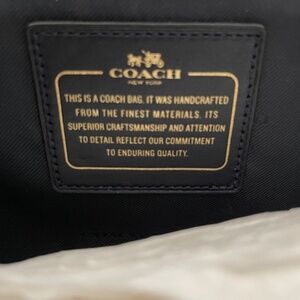 COACH
NEW YORK
THIS IS A COACH BAG. IT WAS HANDCRAFTED
FROM THE FINEST MATERIALS. ITS
SUPERIOR CRAFTSMANSHIP AND ATTENTION
TO DETAIL REFLECT OUR COMMITMENT
TO ENDURING QUALITY.